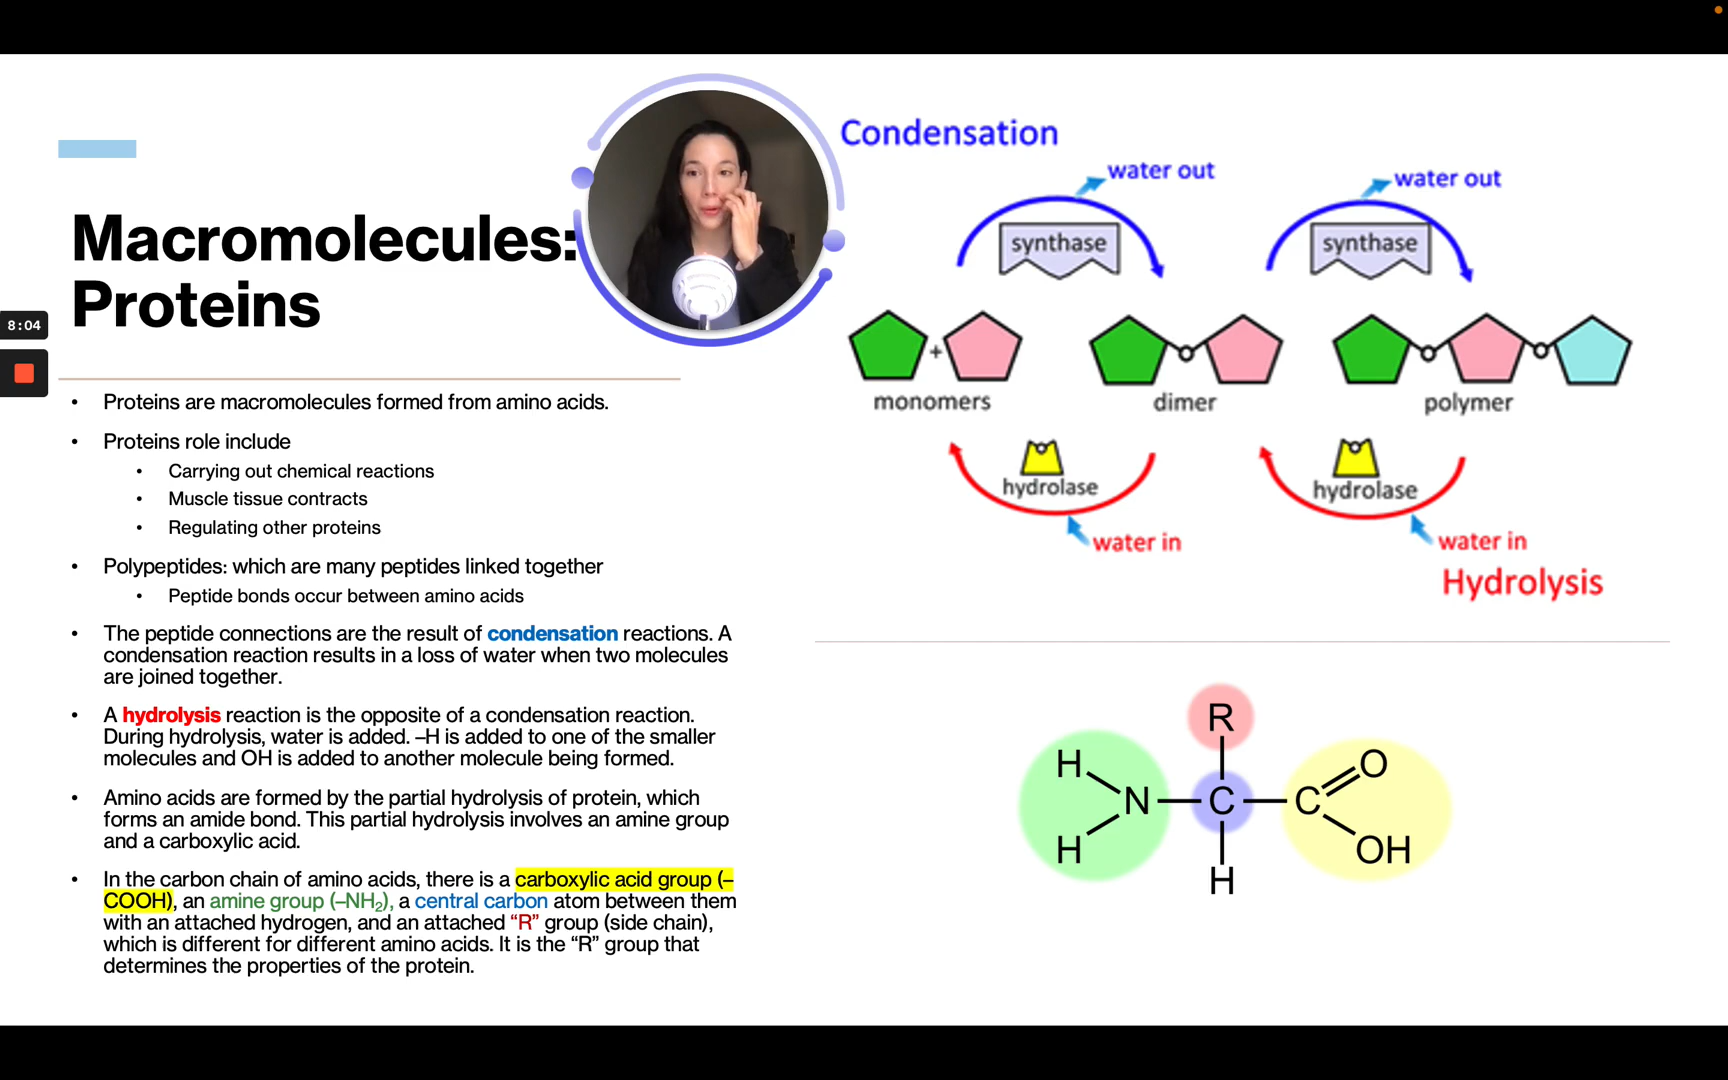 Macromolecules:
Proteins
8:04
• Proteins are macromolecules formed from amino acids.
• Proteins role include
• Carrying out chemical reactions
• Muscle tissue contracts
• Regulating other proteins
• Polypeptides: which are many peptides linked together
• Peptide bonds occur between amino acids
• The peptide connections are the result of condensation reactions. A
condensation reaction results in a loss of water when two molecules
are joined together.
• A hydrolysis reaction is the opposite of a condensation reaction.
During hydrolysis, water is added. –H is added to one of the smaller
molecules and OH is added to another molecule being formed.
• Amino acids are formed by the partial hydrolysis of protein, which
forms an amide bond. This partial hydrolysis involves an amine group
and a carboxylic acid.
• In the carbon chain of amino acids, there is a carboxylic acid group (–
COOH), an amine group (–NH₂), a central carbon atom between them
with an attached hydrogen, and an attached “R” group (side chain),
which is different for different amino acids. It is the “R” group that
determines the properties of the protein.
Condensation
water out
water out
synthase
synthase
+
monomers
dimer
polymer
hydrolase
hydrolase
water in
water in
Hydrolysis
R
H
O
N
C
C
H
OH
H